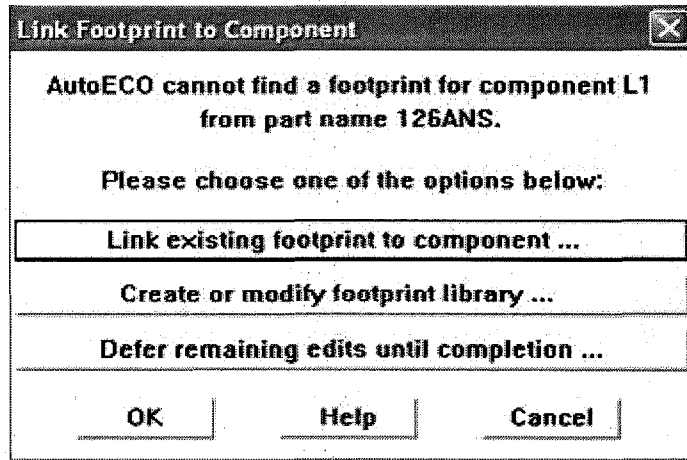 Link Footprint to Component
AutoECO cannot find a footprint for component L1
from part name 126ANS.
Please choose one of the options below:
Link existing footprint to component ...
Create or modify footprint library ...
Defer remaining edits until completion ...
OK Help Cancel